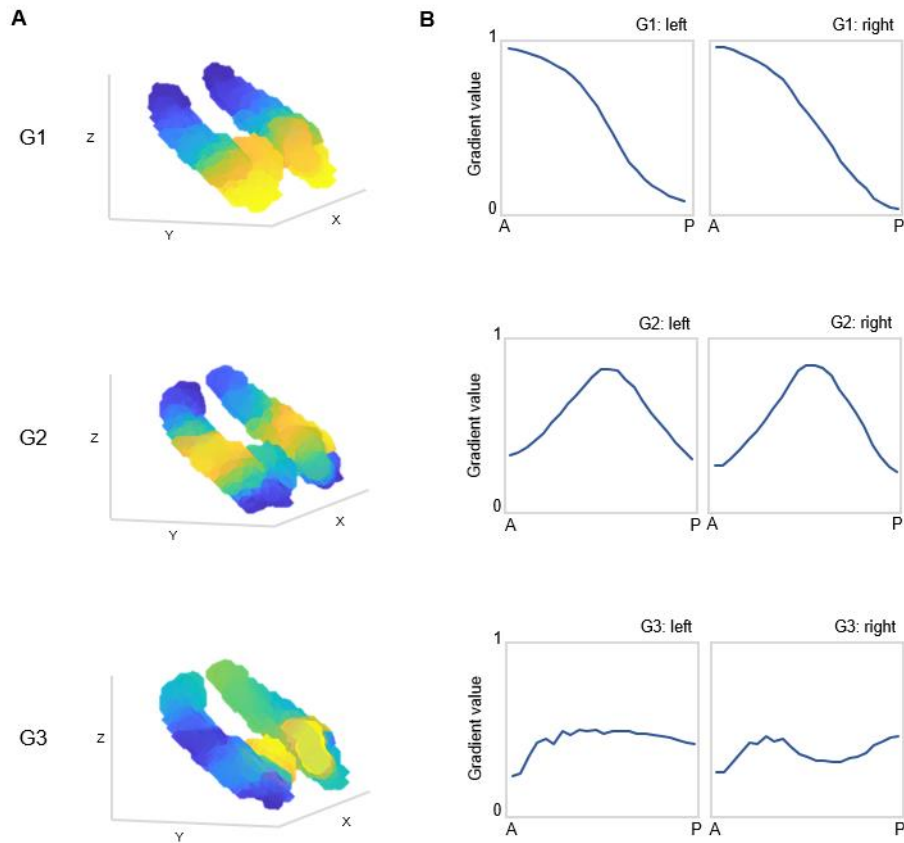 A
G1
Z
Y
X
G2
Z
Y
X
G3
Z
Y
X
B
G1: left
G1: right
Gradient value
1
0
A
P
A
P
G2: left
G2: right
Gradient value
1
0
A
P
A
P
G3: left
G3: right
Gradient value
1
0
A
P
A
P